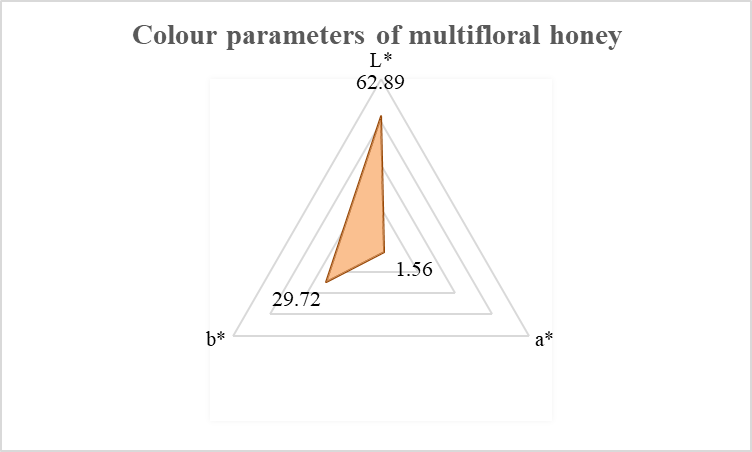 Colour parameters of multifloral honey
L*
62.89
1.56
29.72
b*
a*